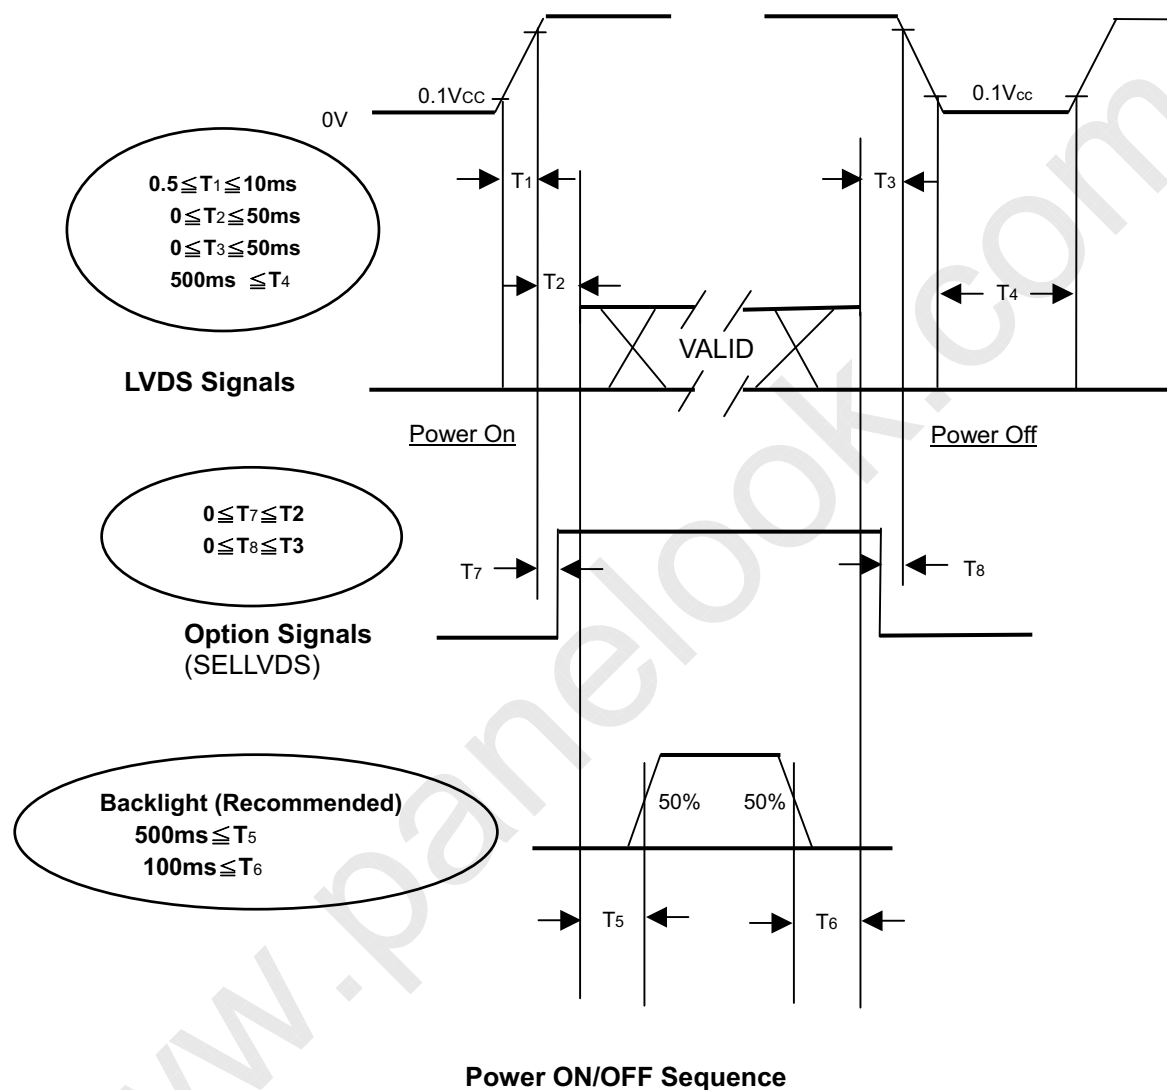 0.1VCC
0.1Vcc
0V
0.5≦T1≦10ms
0≦T2≦50ms
0≦T3≦50ms
500ms ≦T4
T1
T3
T2
T4
VALID
LVDS Signals
Power On
Power Off
0≦T7≦T2
0≦T8≦T3
T7
T8
Option Signals
(SELLVDS)
Backlight (Recommended)
500ms≦T5
100ms≦T6
50%
50%
T5
T6
Power ON/OFF Sequence
www.panelook.com